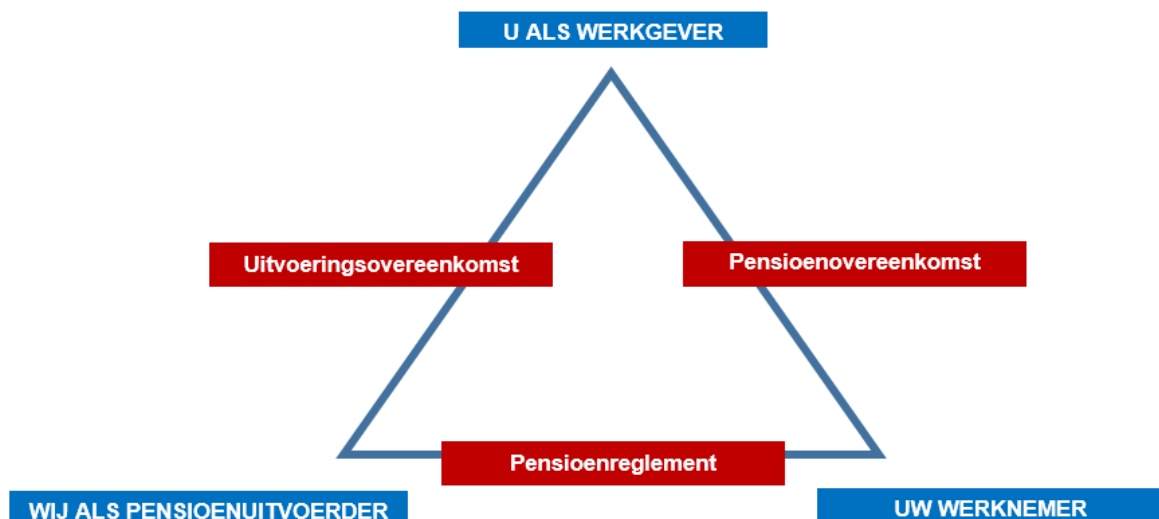 U ALS WERKGEVER
Uitvoeringsovereenkomst
Pensioenovereenkomst
Pensioenreglement
WIJ ALS PENSIOENUITVOERDER
UW WERKNEMER